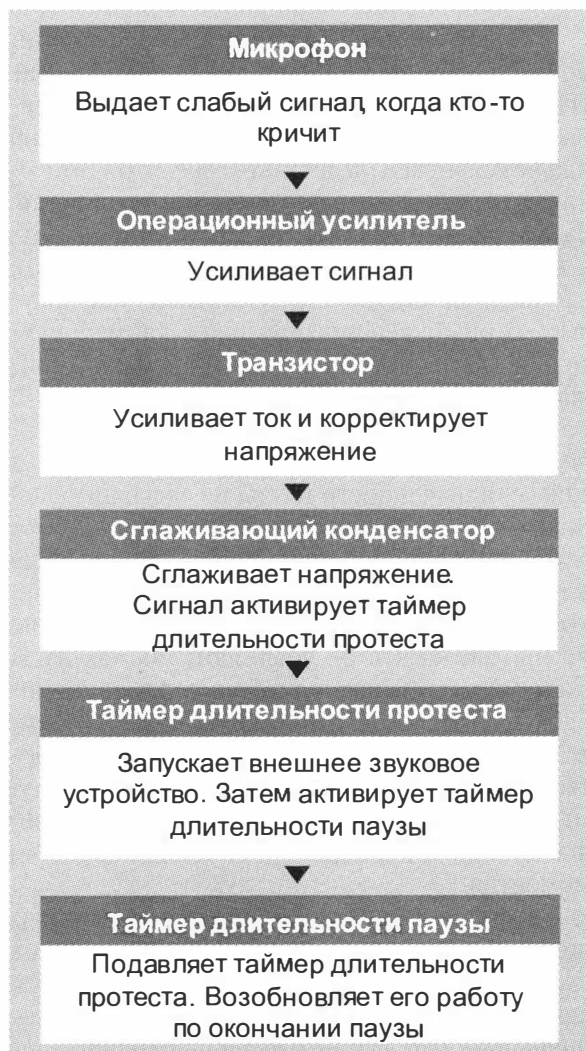 Микрофон
Выдает слабый сигнал, когда кто-то
кричит
Операционный усилитель
Усиливает сигнал
Транзистор
Усиливает ток и корректирует
напряжение
Сглаживающий конденсатор
Сглаживает напряжение.
Сигнал активирует таймер
длительности протеста
Таймер длительности протеста
Запускает внешнее звуковое
устройство. Затем активирует таймер
длительности паузы
Таймер длительности паузы
Подавляет таймер длительности
протеста. Возобновляет его работу
по окончании паузы